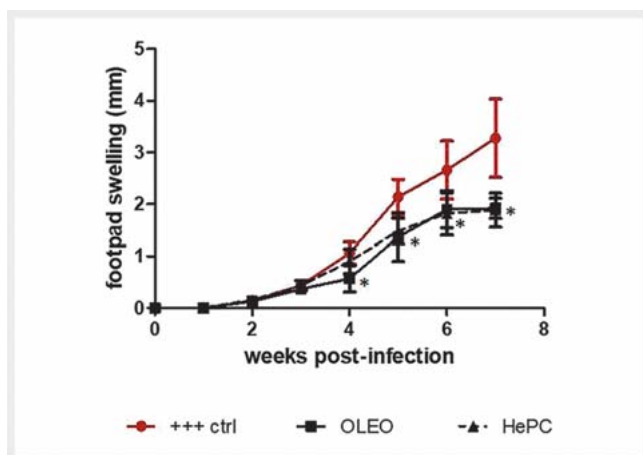 footpad swelling (mm)
5
4
3
2
1
0
*
*
*
*
0 2 4 6 8
weeks post-infection
+++ ctrl OLEO HePC